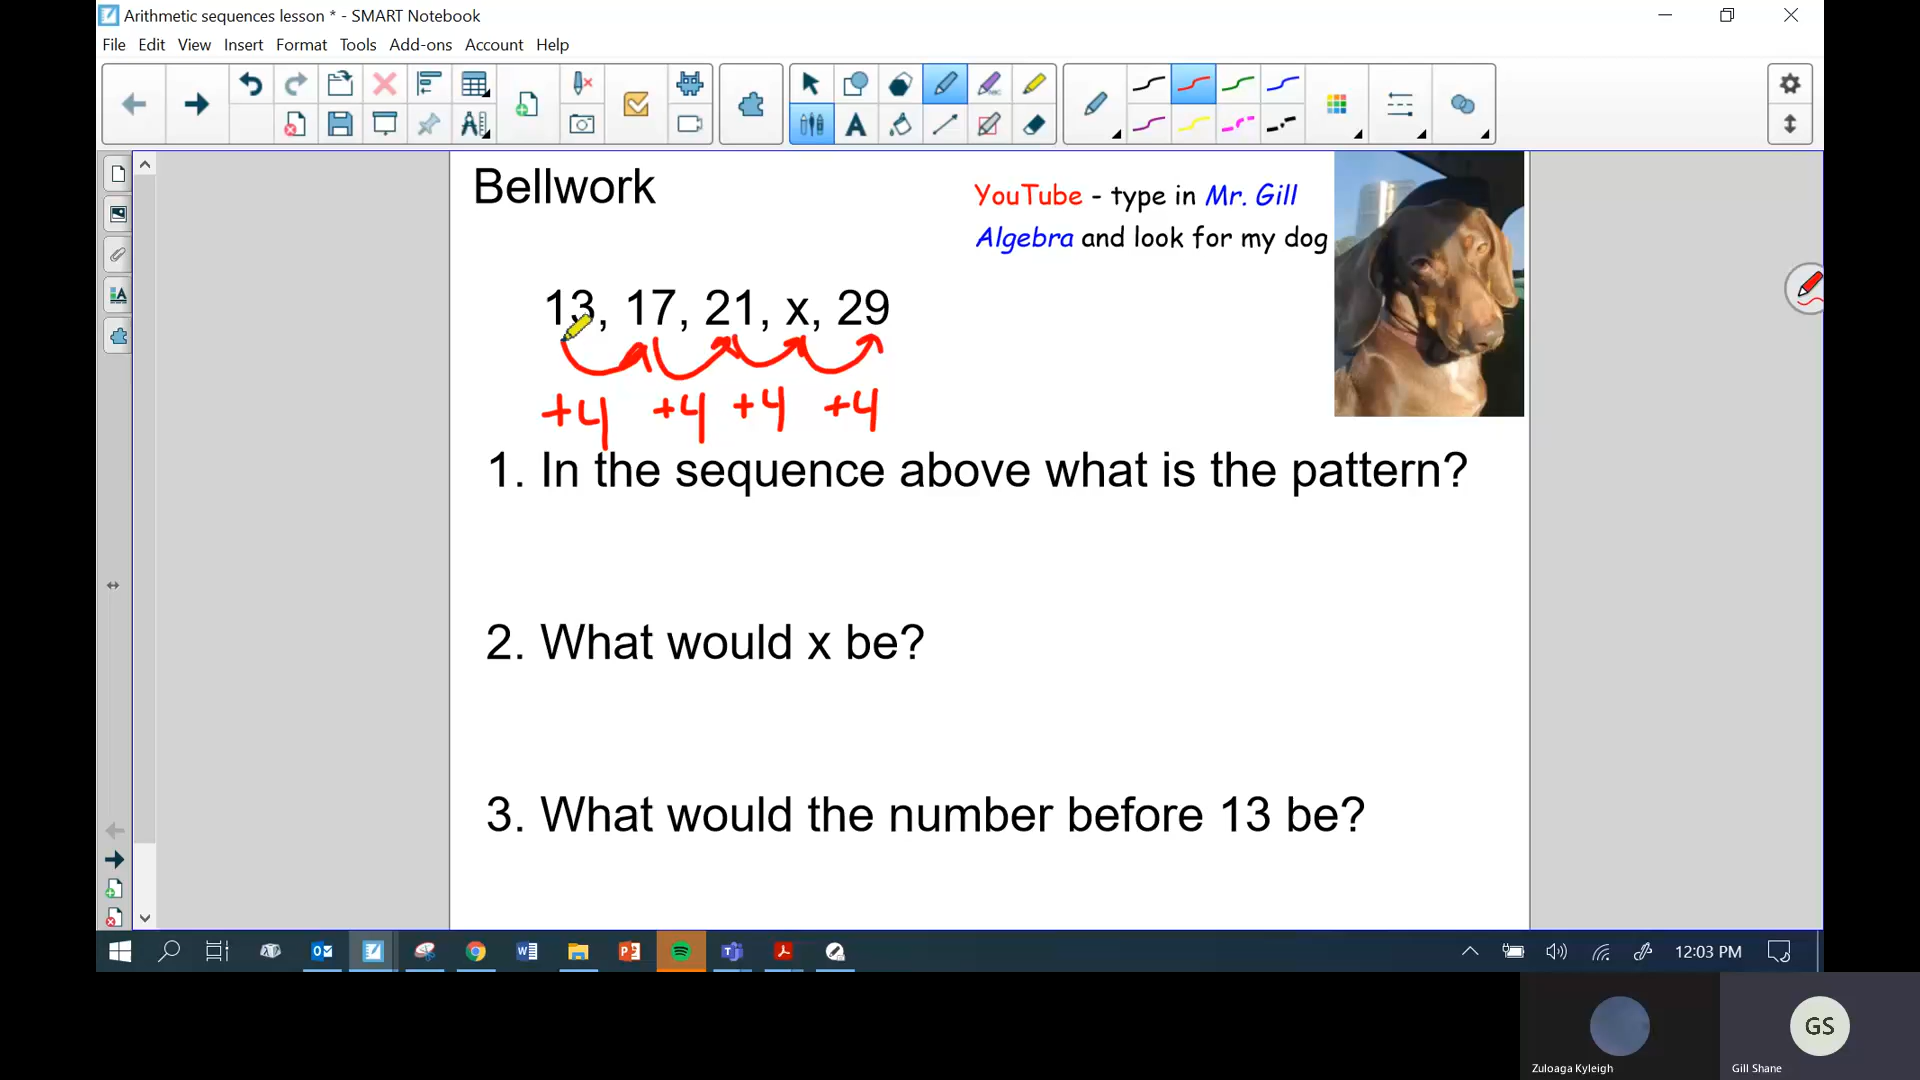 Arithmetic sequences lesson * - SMART Notebook
File Edit View Insert Format Tools Add-ons Account Help
Bellwork
YouTube - type in Mr. Gill
Algebra and look for my dog
13, 17, 21, x, 29
+4 +4 +4 +4
1. In the sequence above what is the pattern?
2. What would x be?
3. What would the number before 13 be?
12:03 PM
GS
Zuloaga Kyleigh
Gill Shane